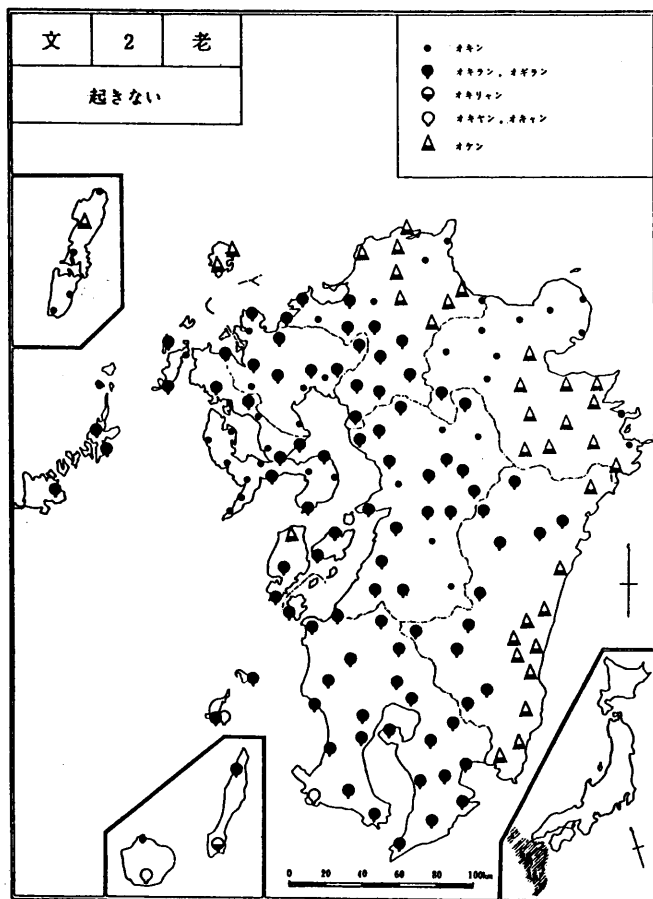 文 2 老
起きない
オキン
オキラン, オギラン
オキリャン
オキヤン, オキャン
オケン
0 20 40 60 80 100km